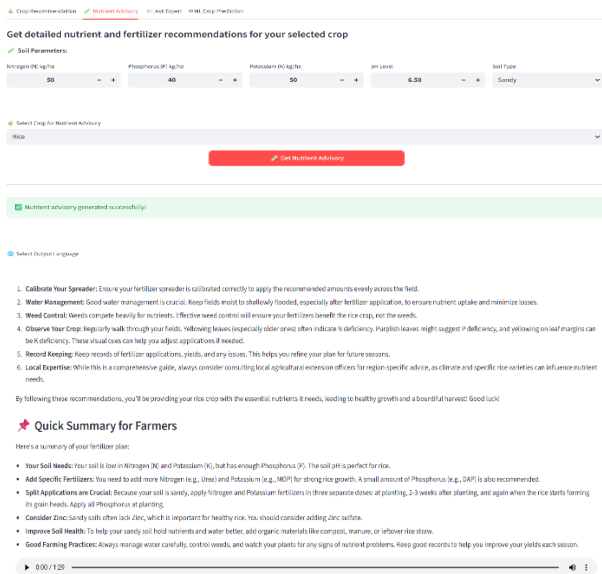 Crop Recommendation Nutrient Advisory Ask Expert ML Crop Prediction
Get detailed nutrient and fertilizer recommendations for your selected crop
Soil Parameters:
Nitrogen (N) kg/ha Phosphorus (P) kg/ha Potassium (K) kg/ha pH Level Soil Type
50 - + 40 - + 50 - + 6.50 - + Sandy
Select Crop for Nutrient Advisory
Rice
Get Nutrient Advisory
Nutrient advisory generated successfully!
Select Output Language
1. Calibrate Your Spreader: Ensure your fertilizer spreader is calibrated correctly to apply the recommended amounts evenly across the field.
2. Water Management: Good water management is crucial. Keep fields moist to shallowly flooded, especially after fertilizer application, to ensure nutrient uptake and minimize losses.
3. Weed Control: Weeds compete heavily for nutrients. Effective weed control will ensure your fertilizers benefit the rice crop, not the weeds.
4. Observe Your Crop: Regularly walk through your fields. Yellowing leaves (especially older ones) often indicate N deficiency. Purplish leaves might suggest P deficiency, and yellowing on leaf margins can
be K deficiency. These visual cues can help you adjust applications if needed.
5. Record Keeping: Keep records of fertilizer applications, yields, and any issues. This helps you refine your plan for future seasons.
6. Local Expertise: While this is a comprehensive guide, always consider consulting local agricultural extension officers for region-specific advice, as climate and specific rice varieties can influence nutrient
needs.
By following these recommendations, you'll be providing your rice crop with the essential nutrients it needs, leading to healthy growth and a bountiful harvest! Good luck!
Quick Summary for Farmers
Here's a summary of your fertilizer plan:
• Your Soil Needs: Your soil is low in Nitrogen (N) and Potassium (K), but has enough Phosphorus (P). The soil pH is perfect for rice.
• Add Specific Fertilizers: You need to add more Nitrogen (e.g., Urea) and Potassium (e.g., MOP) for strong rice growth. A small amount of Phosphorus (e.g., DAP) is also recommended.
• Split Applications are Crucial: Because your soil is sandy, apply Nitrogen and Potassium fertilizers in three separate doses: at planting, 2-3 weeks after planting, and again when the rice starts forming
its grain heads. Apply all Phosphorus at planting.
• Consider Zinc: Sandy soils often lack Zinc, which is important for healthy rice. You should consider adding Zinc sulfate.
• Improve Soil Health: To help your sandy soil hold nutrients and water better, add organic materials like compost, manure, or leftover rice straw.
• Good Farming Practices: Always manage water carefully, control weeds, and watch your plants for any signs of nutrient problems. Keep good records to help you improve your yields each season.
0:00 / 1:29